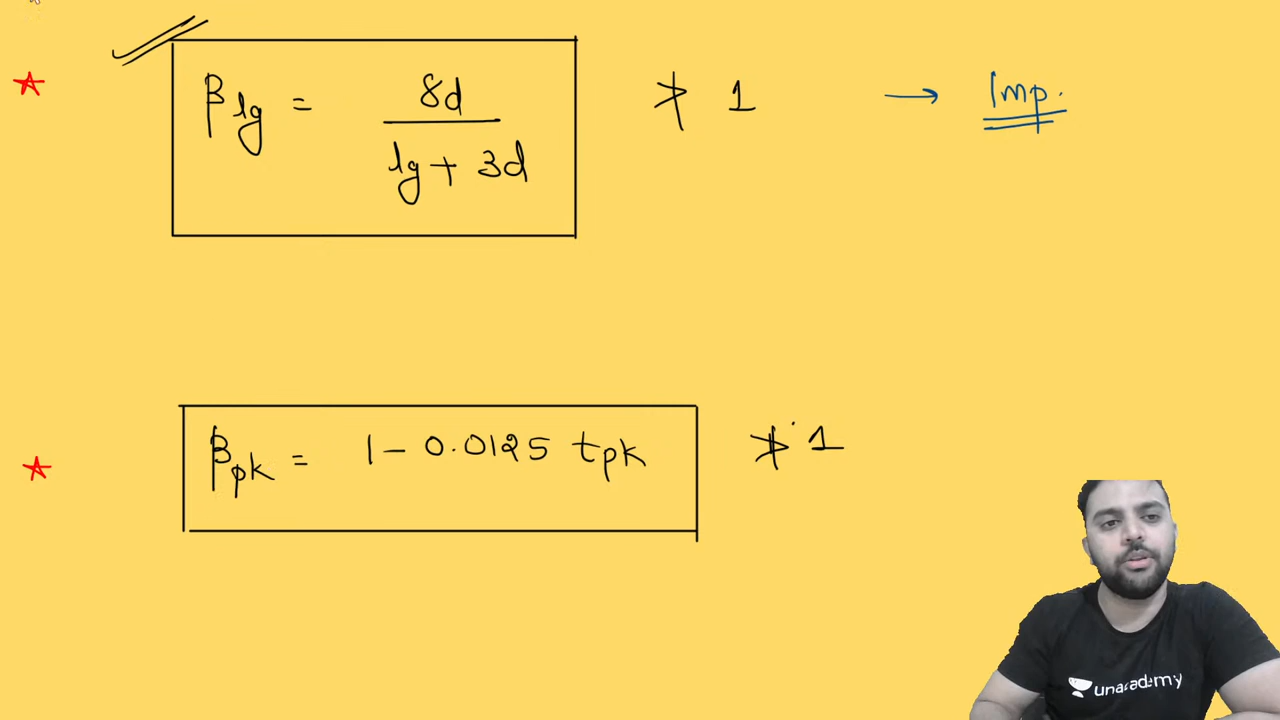 βlg = 8d / lg + 3d ≯ 1 → Imp.
βpk = 1 - 0.0125 tpk ≯ 1
unacademy